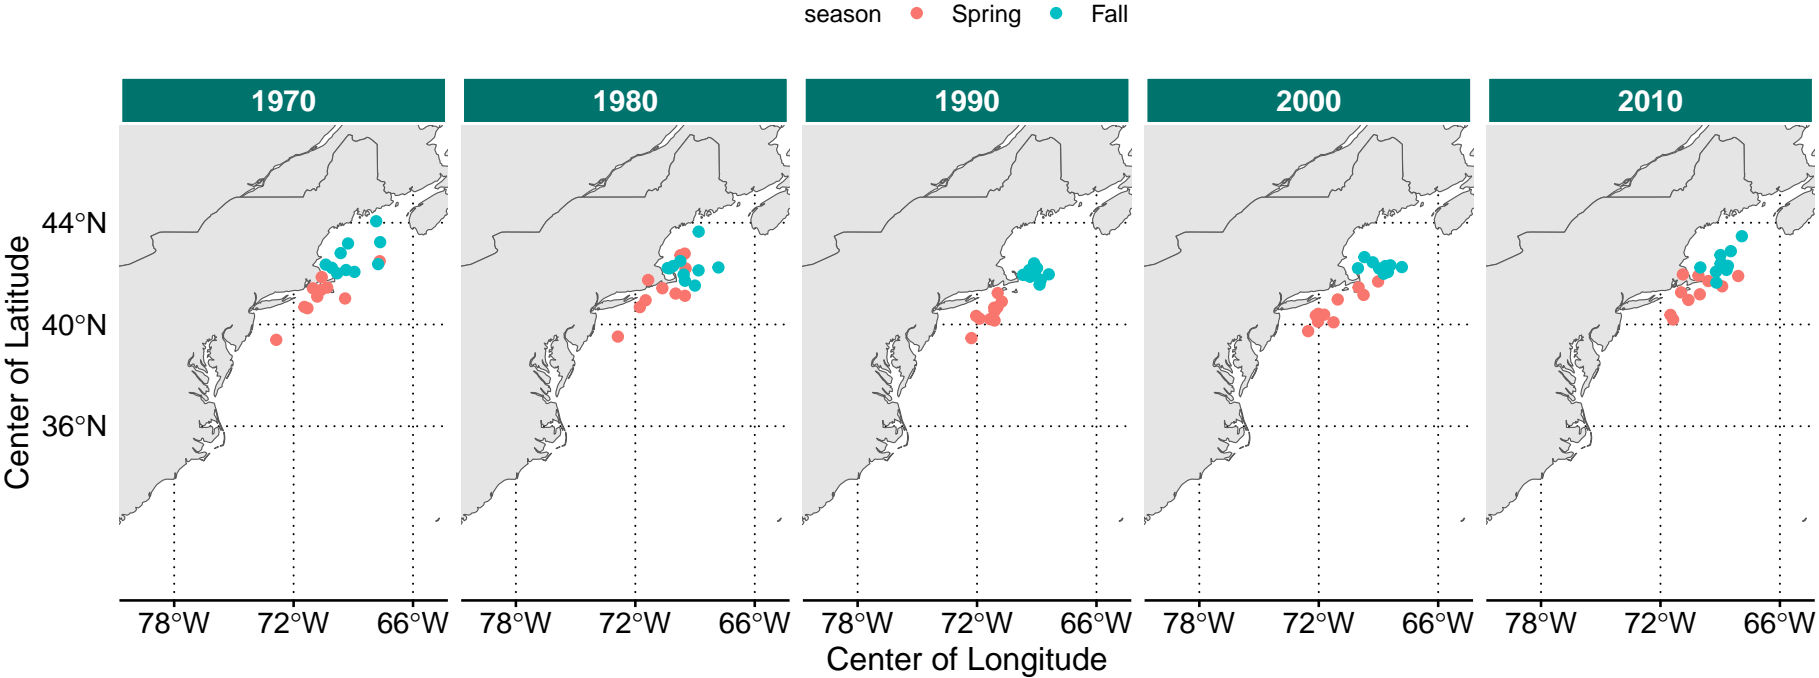 season Spring Fall
1970 1980 1990 2000 2010
44°N
40°N
36°N
Center of Latitude
78°W 72°W 66°W 78°W 72°W 66°W 78°W 72°W 66°W 78°W 72°W 66°W 78°W 72°W 66°W
Center of Longitude